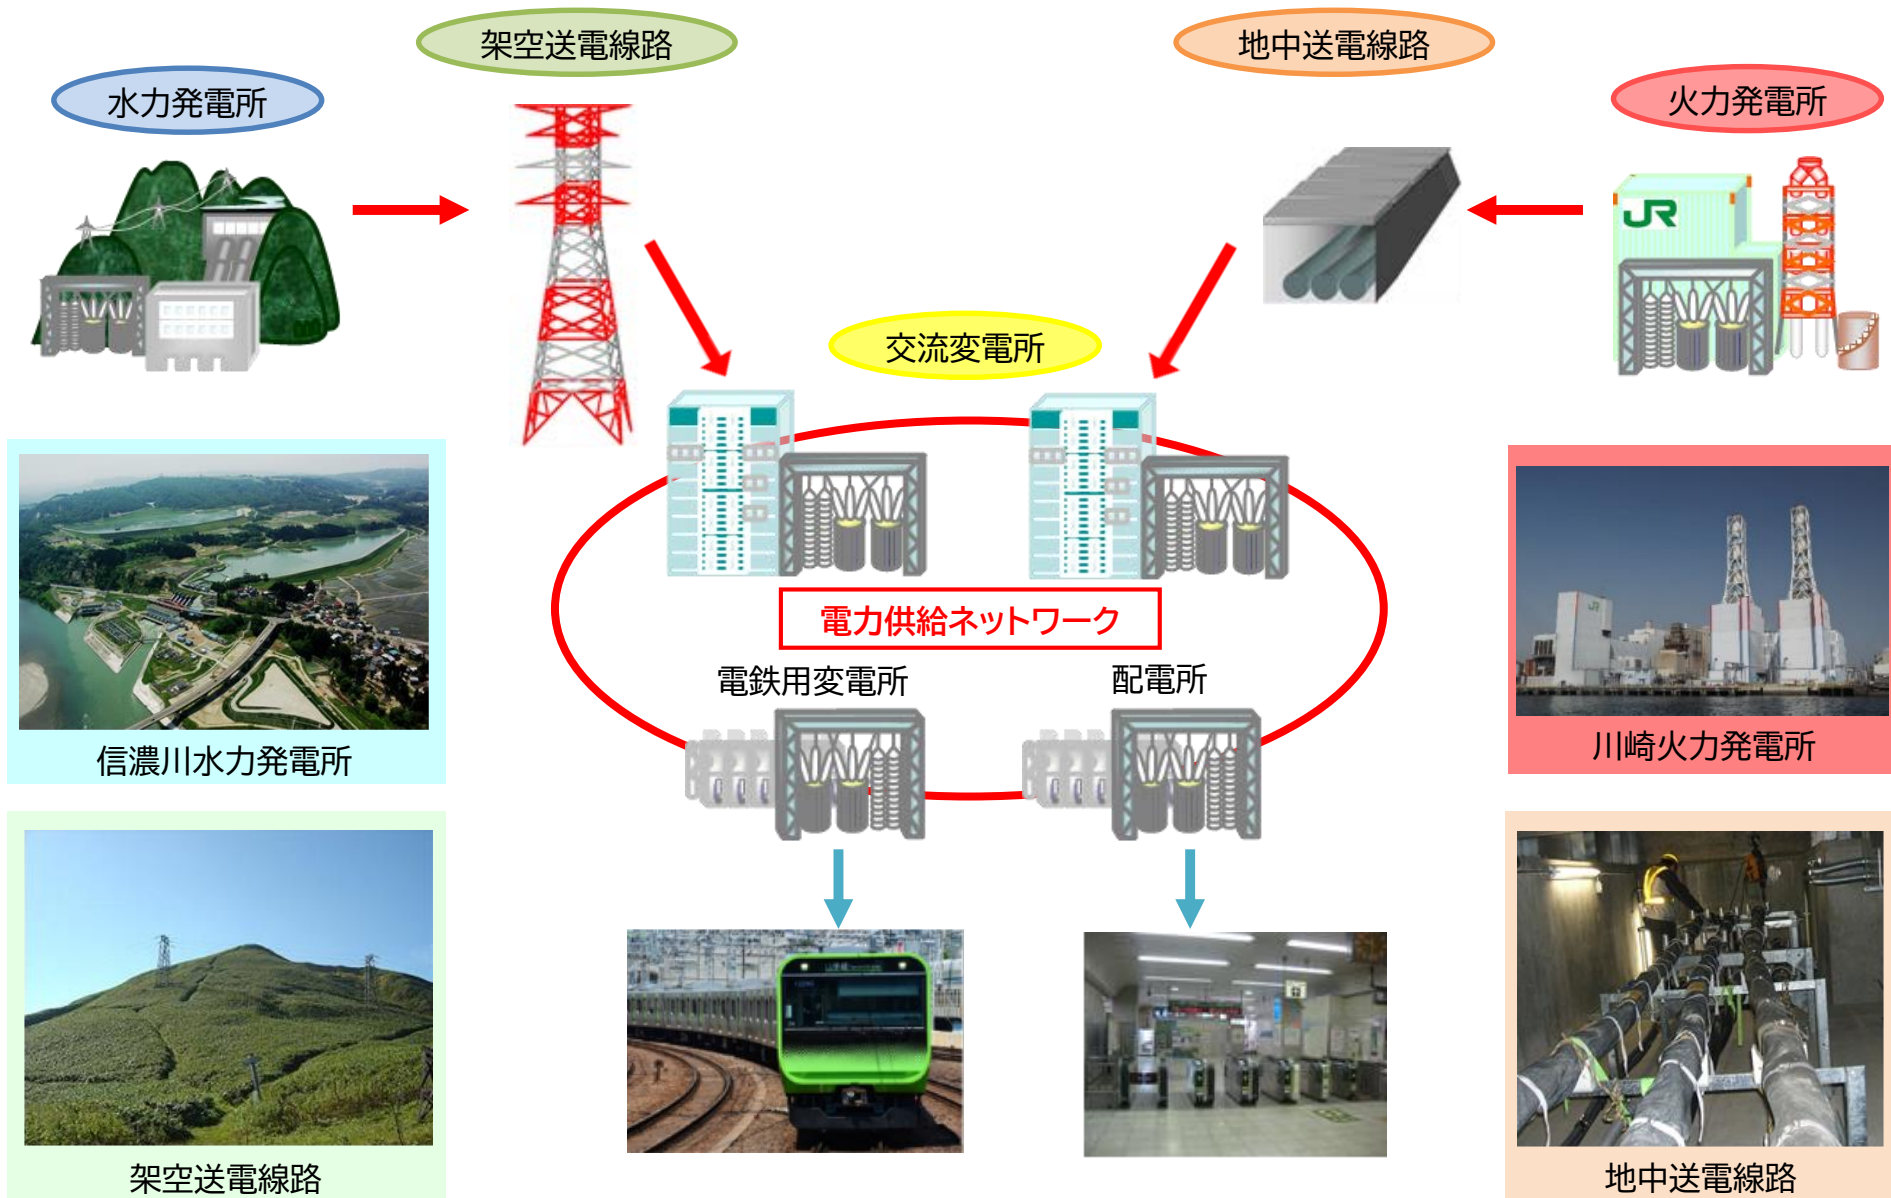 架空送電線路
地中送電線路
水力発電所
火力発電所
JR
交流変電所
電力供給ネットワーク
電鉄用変電所
配電所
信濃川水力発電所
川崎火力発電所
JR
架空送電線路
地中送電線路